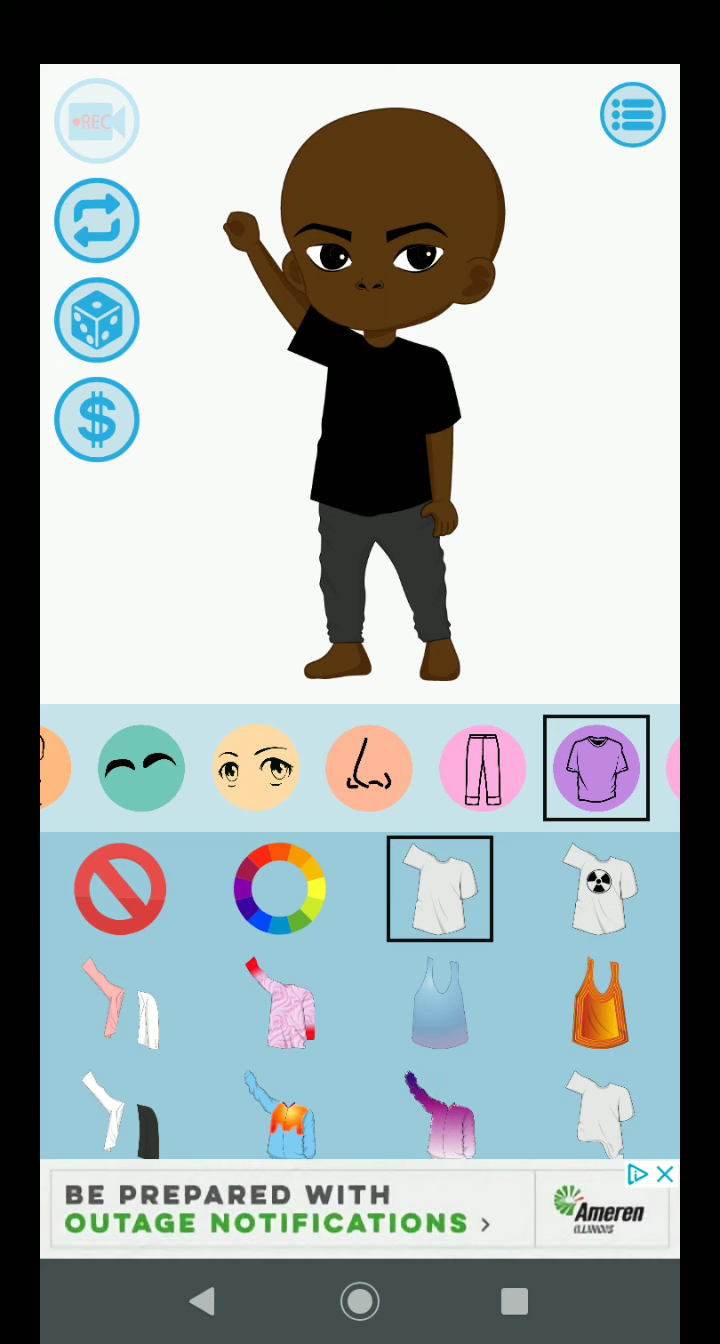 REC
$
BE PREPARED WITH
OUTAGE NOTIFICATIONS >
Ameren
ILLINOIS